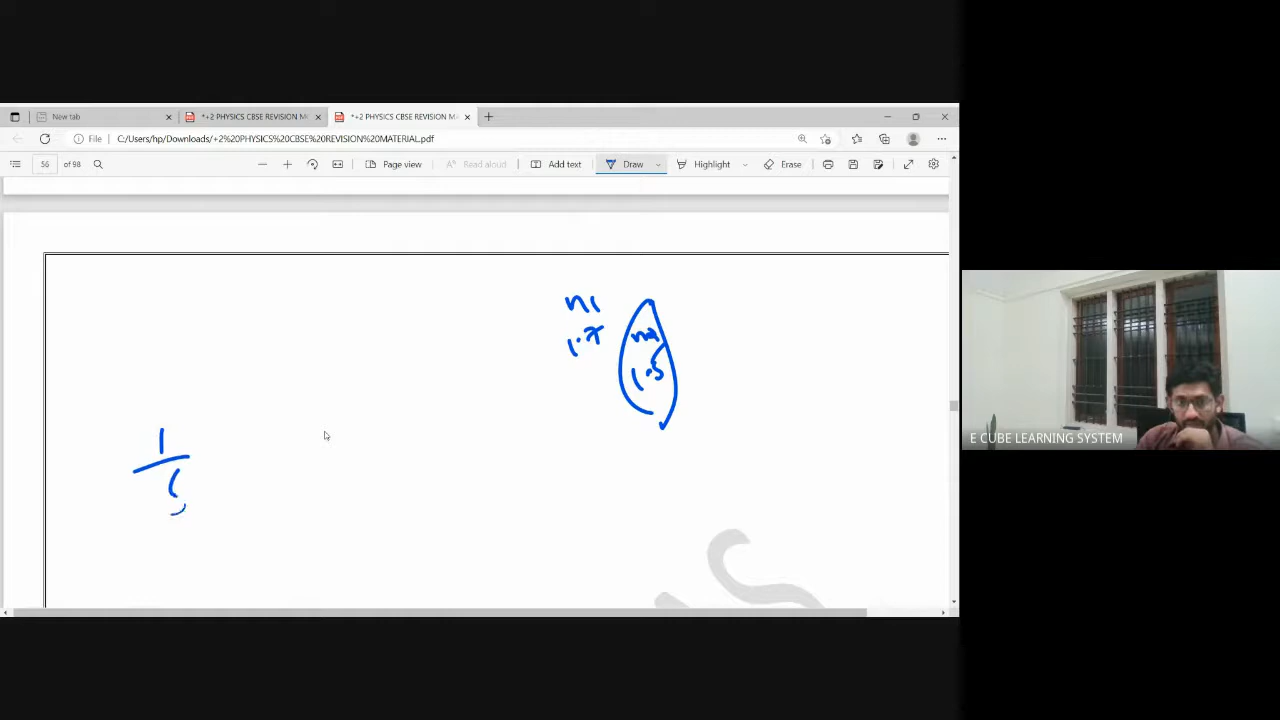 New tab
*+2 PHYSICS CBSE REVISION M
*+2 PHYSICS CBSE REVISION MA
File
C:/Users/hp/Downloads/+2%20PHYSICS%20CBSE%20REVISION%20MATERIAL.pdf
56 of 98
Page view
Read aloud
Add text
Draw
Highlight
Erase
n1
n2
1.5
1
E CUBE LEARNING SYSTEM